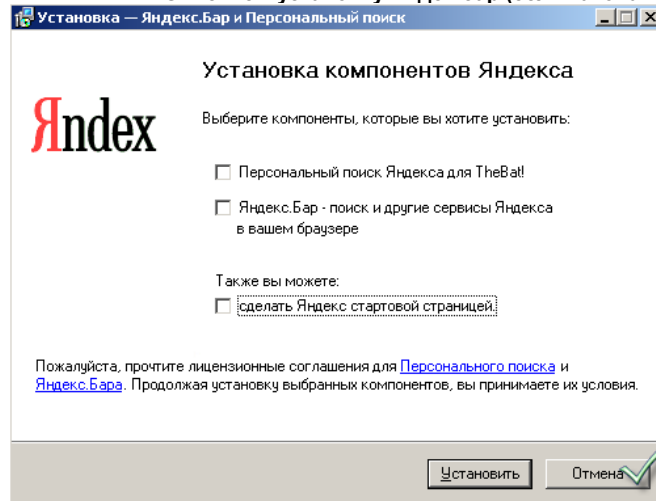 Установка — Яндекс.Бар и Персональный поиск
Установка компонентов Яндекса
Яndex
Выберите компоненты, которые вы хотите установить:
Персональный поиск Яндекса для TheBat!
Яндекс.Бар - поиск и другие сервисы Яндекса
в вашем браузере
Также вы можете:
сделать Яндекс стартовой страницей.
Пожалуйста, прочтите лицензионные соглашения для Персонального поиска и
Яндекс.Бара. Продолжая установку выбранных компонентов, вы принимаете их условия.
Установить
Отмена